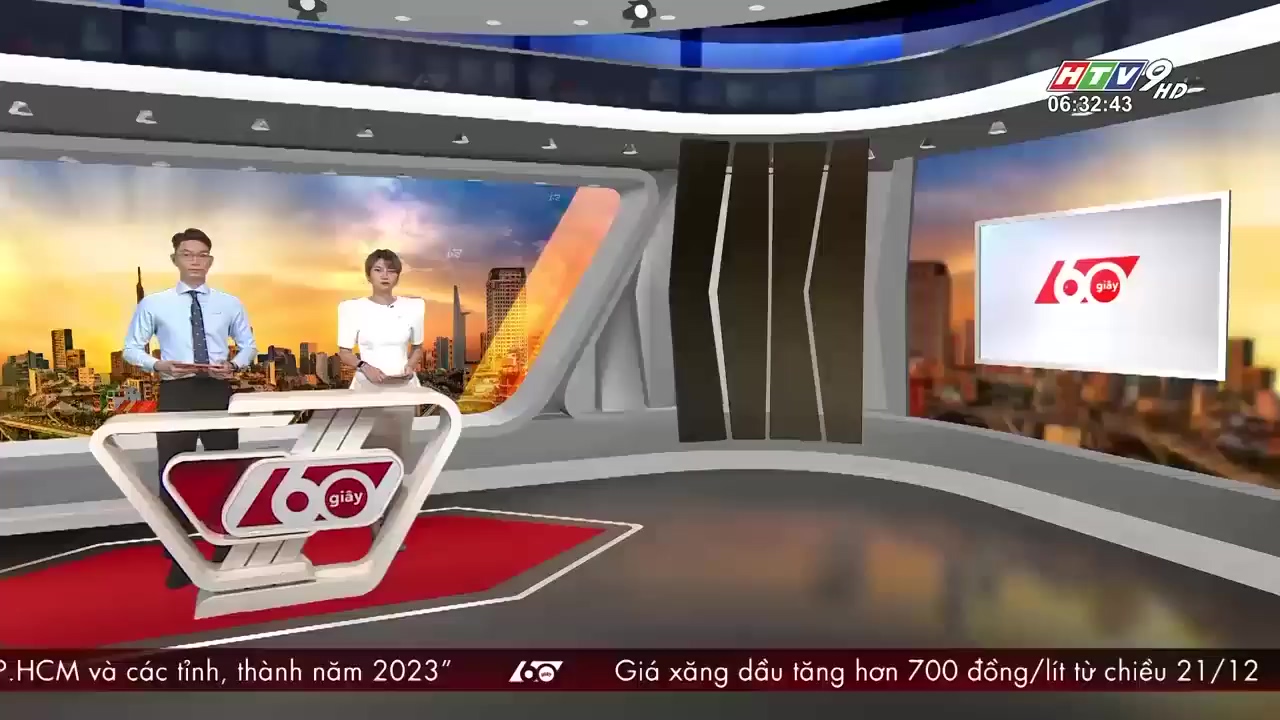 HTV9
HD
06:32:43
60 giây
60 giây
P.HCM và các tỉnh, thành năm 2023” 60 giây Giá xăng dầu tăng hơn 700 đồng/lít từ chiều 21/12